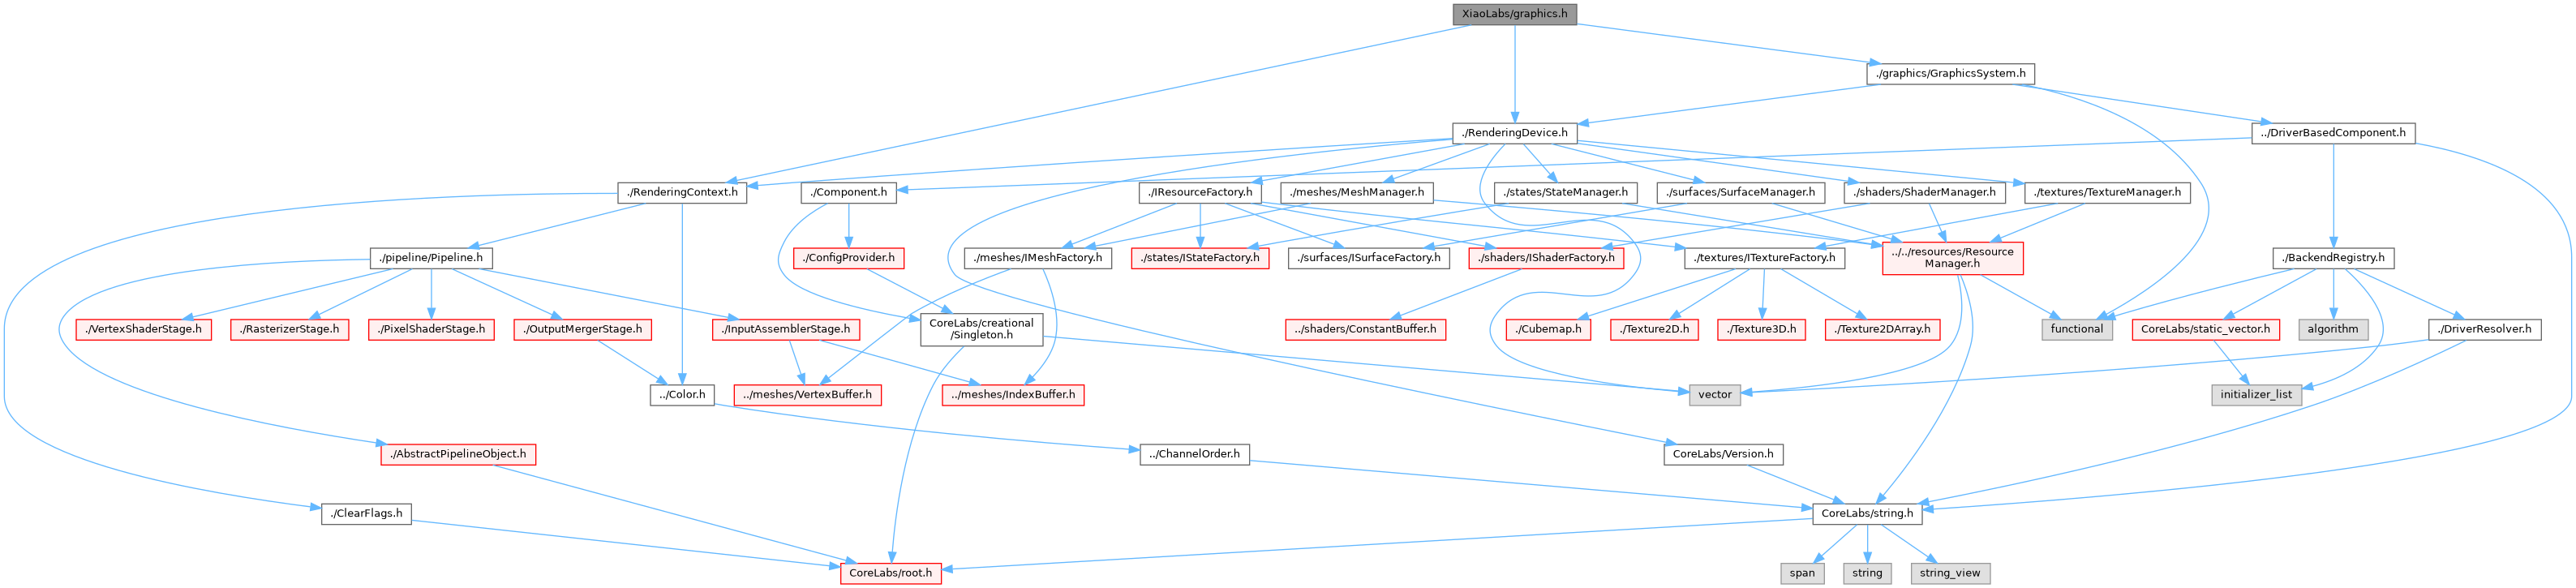 XiaoLabs/graphics.h
./graphics/GraphicsSystem.h
./RenderingDevice.h
../DriverBasedComponent.h
./RenderingContext.h
./Component.h
./IResourceFactory.h
./meshes/MeshManager.h
./states/StateManager.h
./surfaces/SurfaceManager.h
./shaders/ShaderManager.h
./textures/TextureManager.h
./pipeline/Pipeline.h
./ConfigProvider.h
./meshes/IMeshFactory.h
./states/IStateFactory.h
./surfaces/ISurfaceFactory.h
./shaders/IShaderFactory.h
./textures/ITextureFactory.h
../../resources/Resource
Manager.h
./BackendRegistry.h
./VertexShaderStage.h
./RasterizerStage.h
./PixelShaderStage.h
./OutputMergerStage.h
./InputAssemblerStage.h
CoreLabs/creational
/Singleton.h
../shaders/ConstantBuffer.h
./Cubemap.h
./Texture2D.h
./Texture3D.h
./Texture2DArray.h
functional
CoreLabs/static_vector.h
algorithm
./DriverResolver.h
../Color.h
../meshes/VertexBuffer.h
../meshes/IndexBuffer.h
vector
initializer_list
./AbstractPipelineObject.h
../ChannelOrder.h
CoreLabs/Version.h
./ClearFlags.h
CoreLabs/string.h
CoreLabs/root.h
span
string
string_view